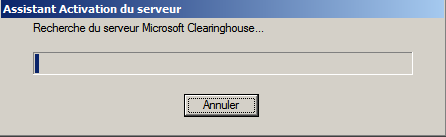 Assistant Activation du serveur
Recherche du serveur Microsoft Clearinghouse...
Annuler